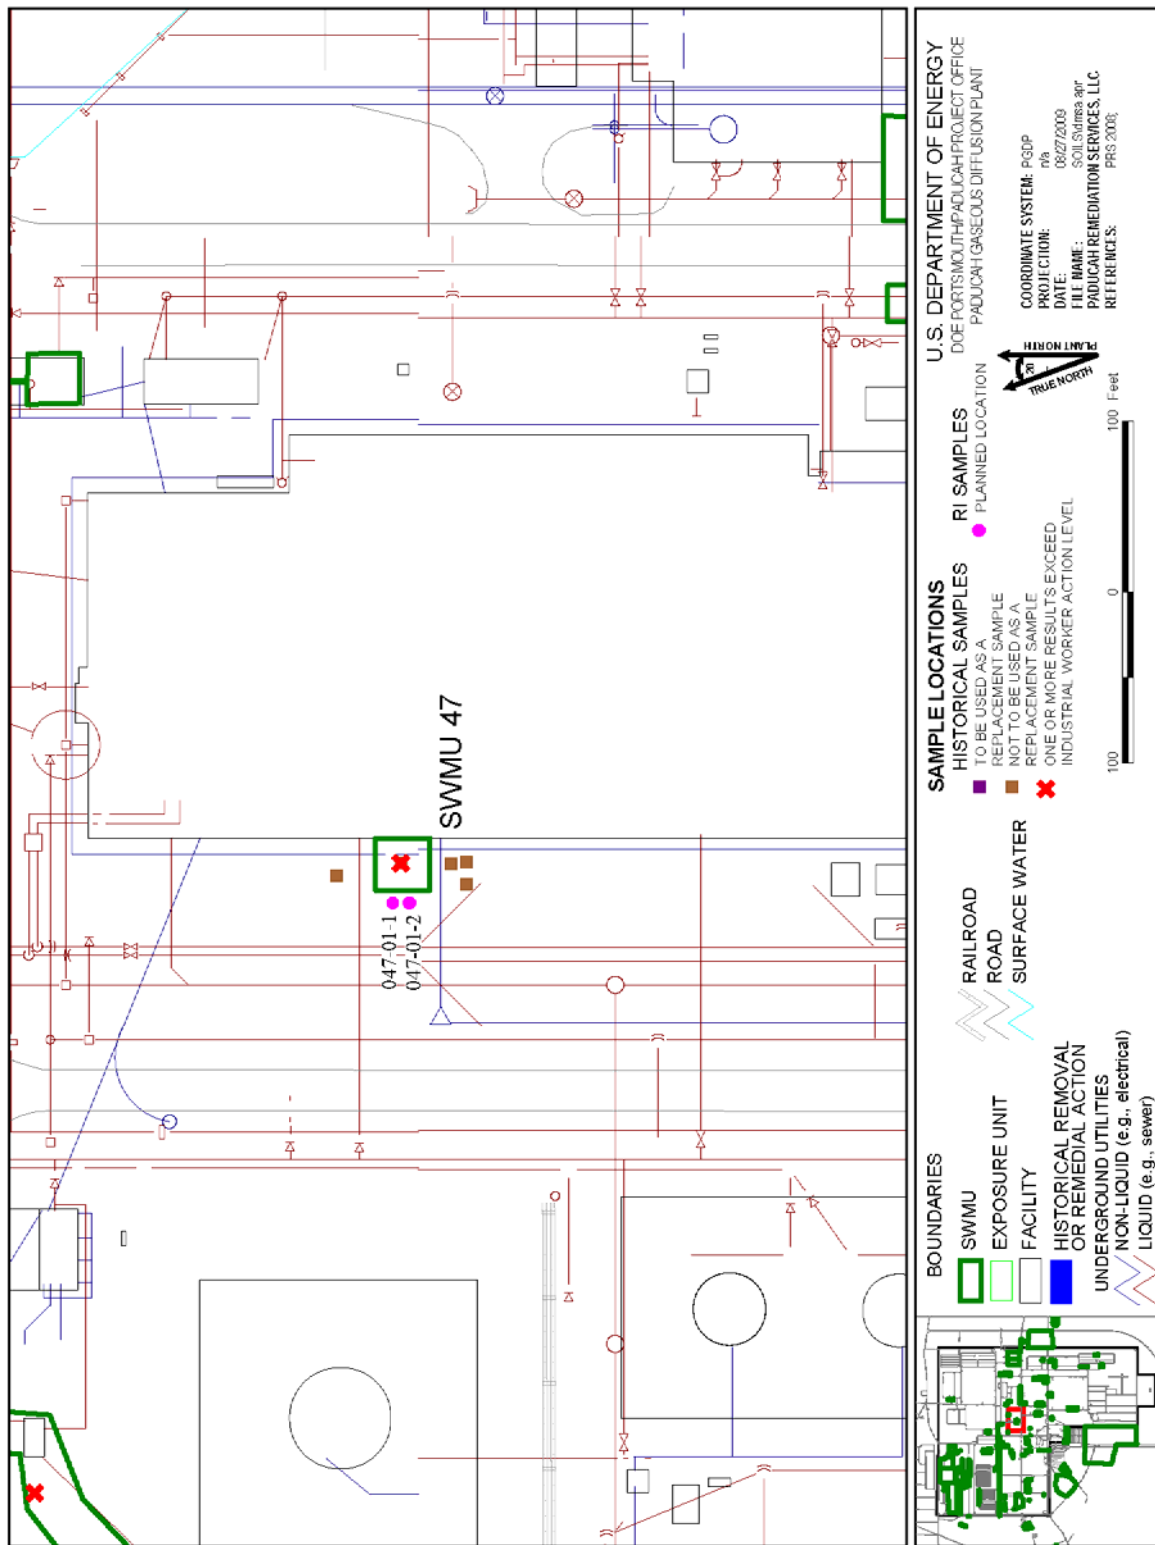 SWMU 47
047-01-1
047-01-2
BOUNDARIES
SWMU
EXPOSURE UNIT
FACILITY
HISTORICAL REMOVAL
OR REMEDIAL ACTION
UNDERGROUND UTILITIES
NON-LIQUID (e.g., electrical)
LIQUID (e.g., sewer)
RAILROAD
ROAD
SURFACE WATER
SAMPLE LOCATIONS
HISTORICAL SAMPLES
TO BE USED AS A
REPLACEMENT SAMPLE
NOT TO BE USED AS A
REPLACEMENT SAMPLE
ONE OR MORE RESULTS EXCEED
INDUSTRIAL WORKER ACTION LEVEL
RI SAMPLES
PLANNED LOCATION
100 0 100 Feet
U.S. DEPARTMENT OF ENERGY
DOE PORTSMOUTH/PADUCAH PROJECT OFFICE
PADUCAH GASEOUS DIFFUSION PLANT
TRUE NORTH
20
PLANT NORTH
COORDINATE SYSTEM: PGDP
PROJECTION: n/a
DATE: 08/27/2009
FILE NAME: SOILS\dmsa.apr
PADUCAH REMEDIATION SERVICES, LLC
REFERENCES: PRS 2008;